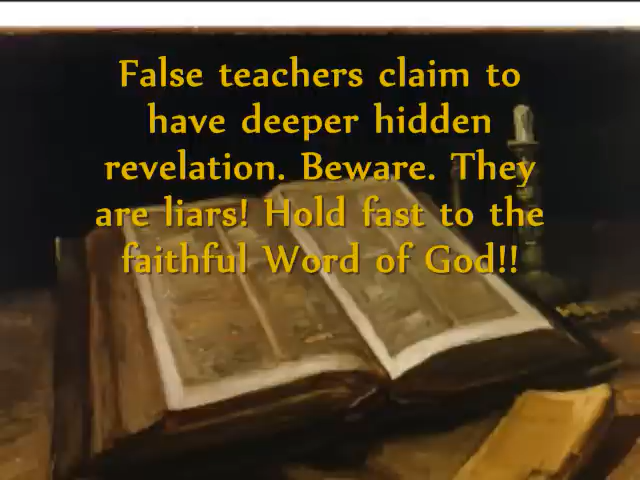 False teachers claim to
have deeper hidden
revelation. Beware. They
are liars! Hold fast to the
faithful Word of God!!